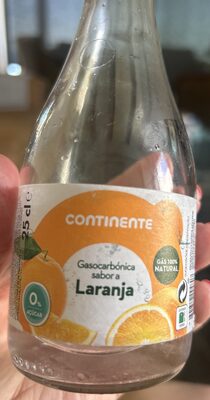 CONTINENTE
Gasocarbónica
sabor a
Laranja
GÁS 100%
NATURAL
25 cl e
0%
AÇÚCAR